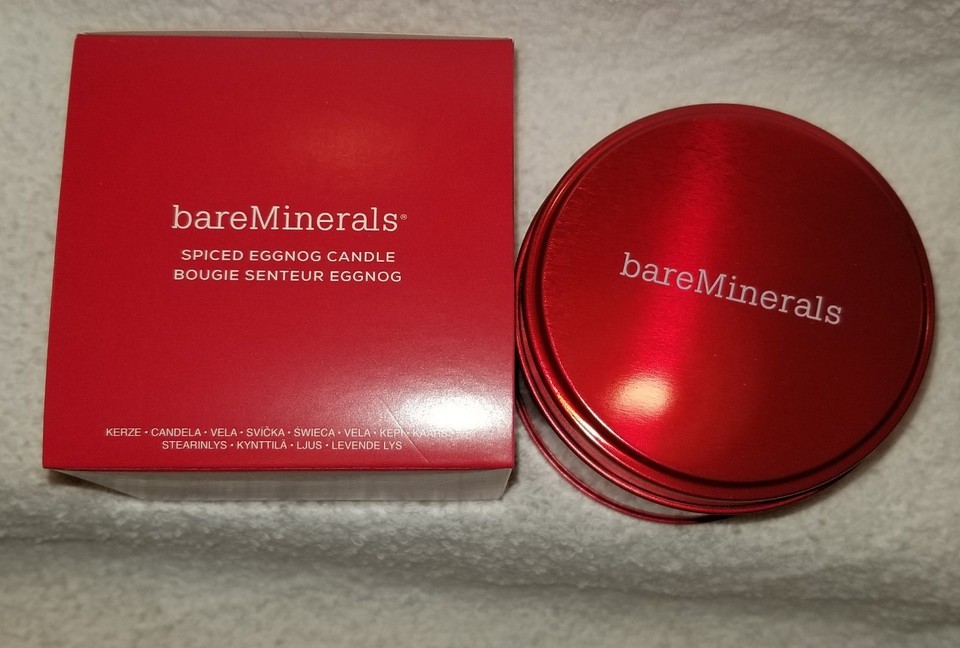 bareMinerals®
SPICED EGGNOG CANDLE
BOUGIE SENTEUR EGGNOG
KERZE • CANDELA • VELA • SVÍČKA • ŚWIECA • VELA •
STEARINLYS • KYNTTILÄ • LJUS • LEVENDE LYS
bareMinerals